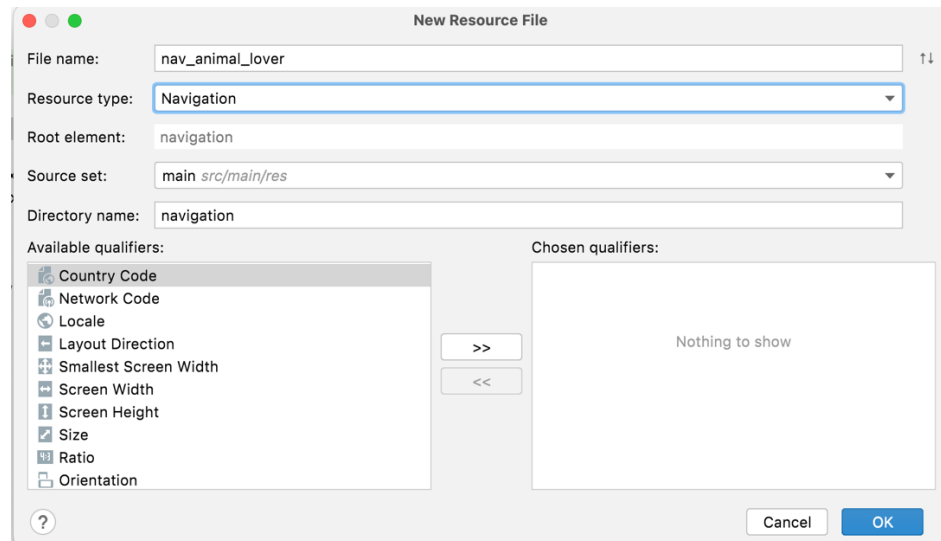 New Resource File
File name: nav_animal_lover
Resource type: Navigation
Root element: navigation
Source set: main src/main/res
Directory name: navigation
Available qualifiers:
Chosen qualifiers:
Country Code
Network Code
Locale
Layout Direction
Smallest Screen Width
Screen Width
Screen Height
Size
Ratio
Orientation
>>
<<
Nothing to show
?
Cancel
OK